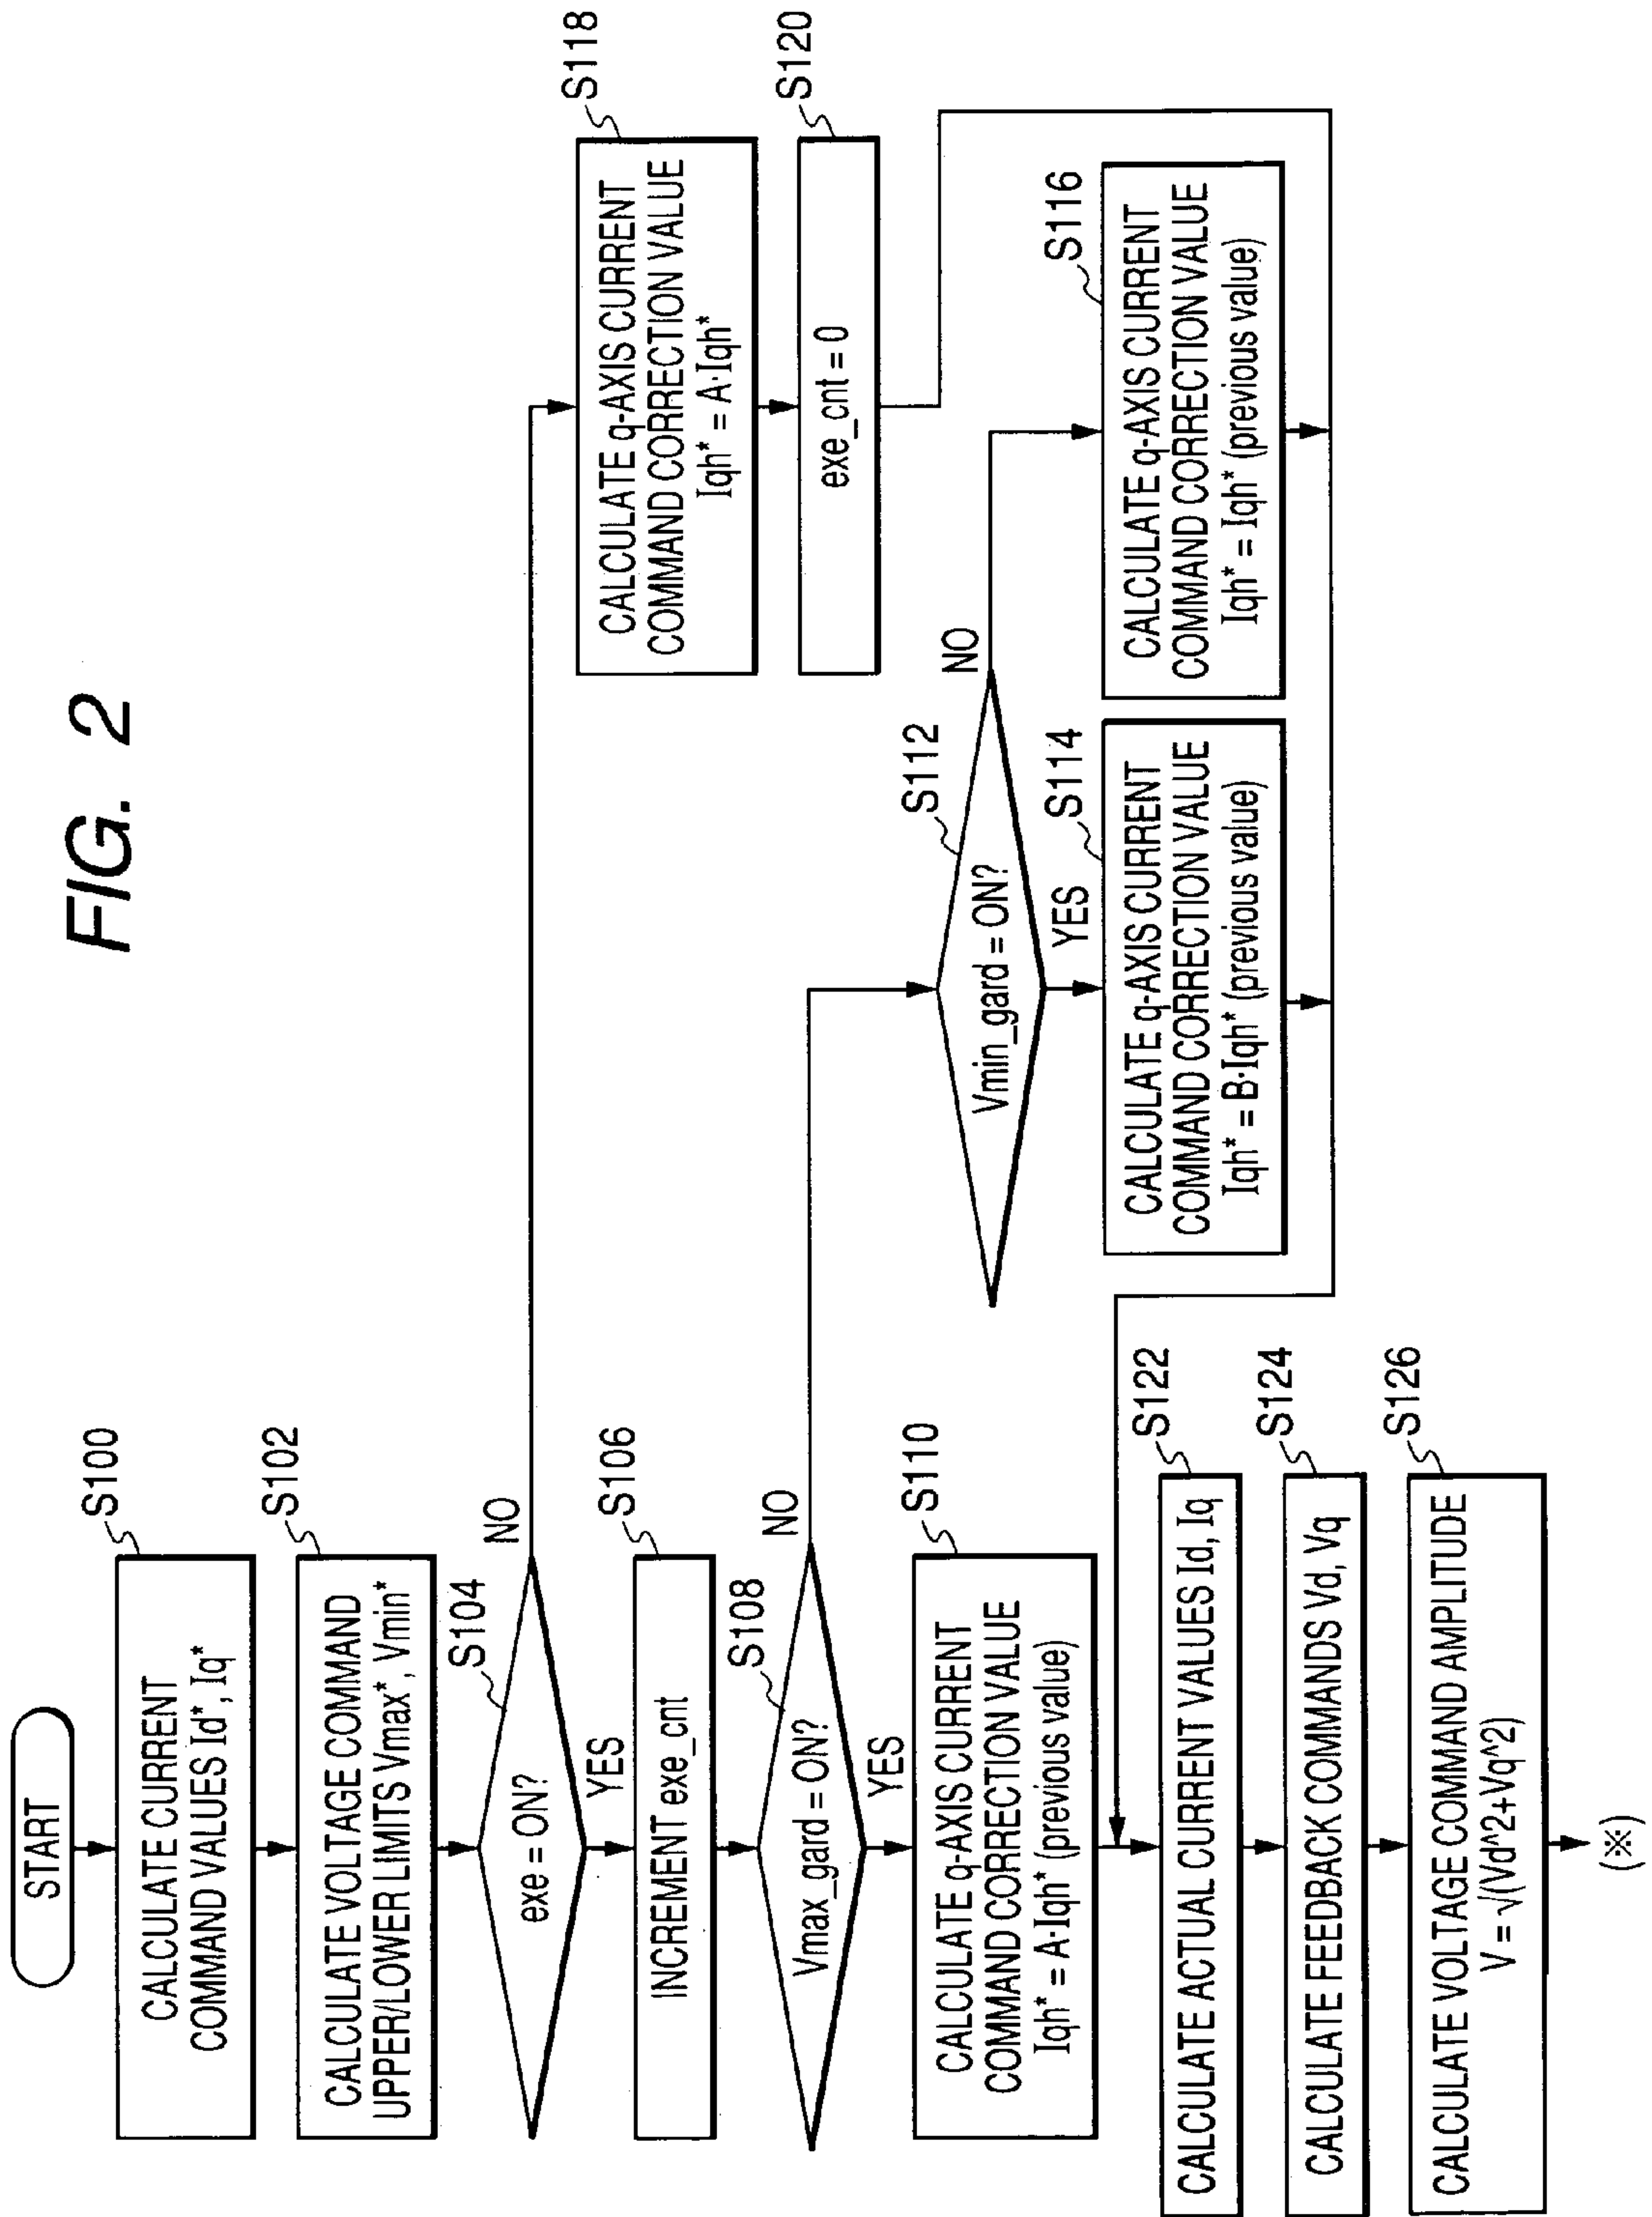 FIG. 2
START
S100
CALCULATE CURRENT
COMMAND VALUES Id*, Iq*
S102
CALCULATE VOLTAGE COMMAND
UPPER/LOWER LIMITS Vmax*, Vmin*
S104
exe = ON?
NO
YES
S106
INCREMENT exe_cnt
S108
Vmax_gard = ON?
NO
YES
S110
CALCULATE q-AXIS CURRENT
COMMAND CORRECTION VALUE
Iqh* = A·Iqh* (previous value)
S112
Vmin_gard = ON?
NO
YES
S114
CALCULATE q-AXIS CURRENT
COMMAND CORRECTION VALUE
Iqh* = B·Iqh* (previous value)
S116
CALCULATE q-AXIS CURRENT
COMMAND CORRECTION VALUE
Iqh* = Iqh* (previous value)
S118
CALCULATE q-AXIS CURRENT
COMMAND CORRECTION VALUE
Iqh* = A·Iqh*
S120
exe_cnt = 0
S122
CALCULATE ACTUAL CURRENT VALUES Id, Iq
S124
CALCULATE FEEDBACK COMMANDS Vd, Vq
S126
CALCULATE VOLTAGE COMMAND AMPLITUDE
V = √(Vd^2+Vq^2)
(※)